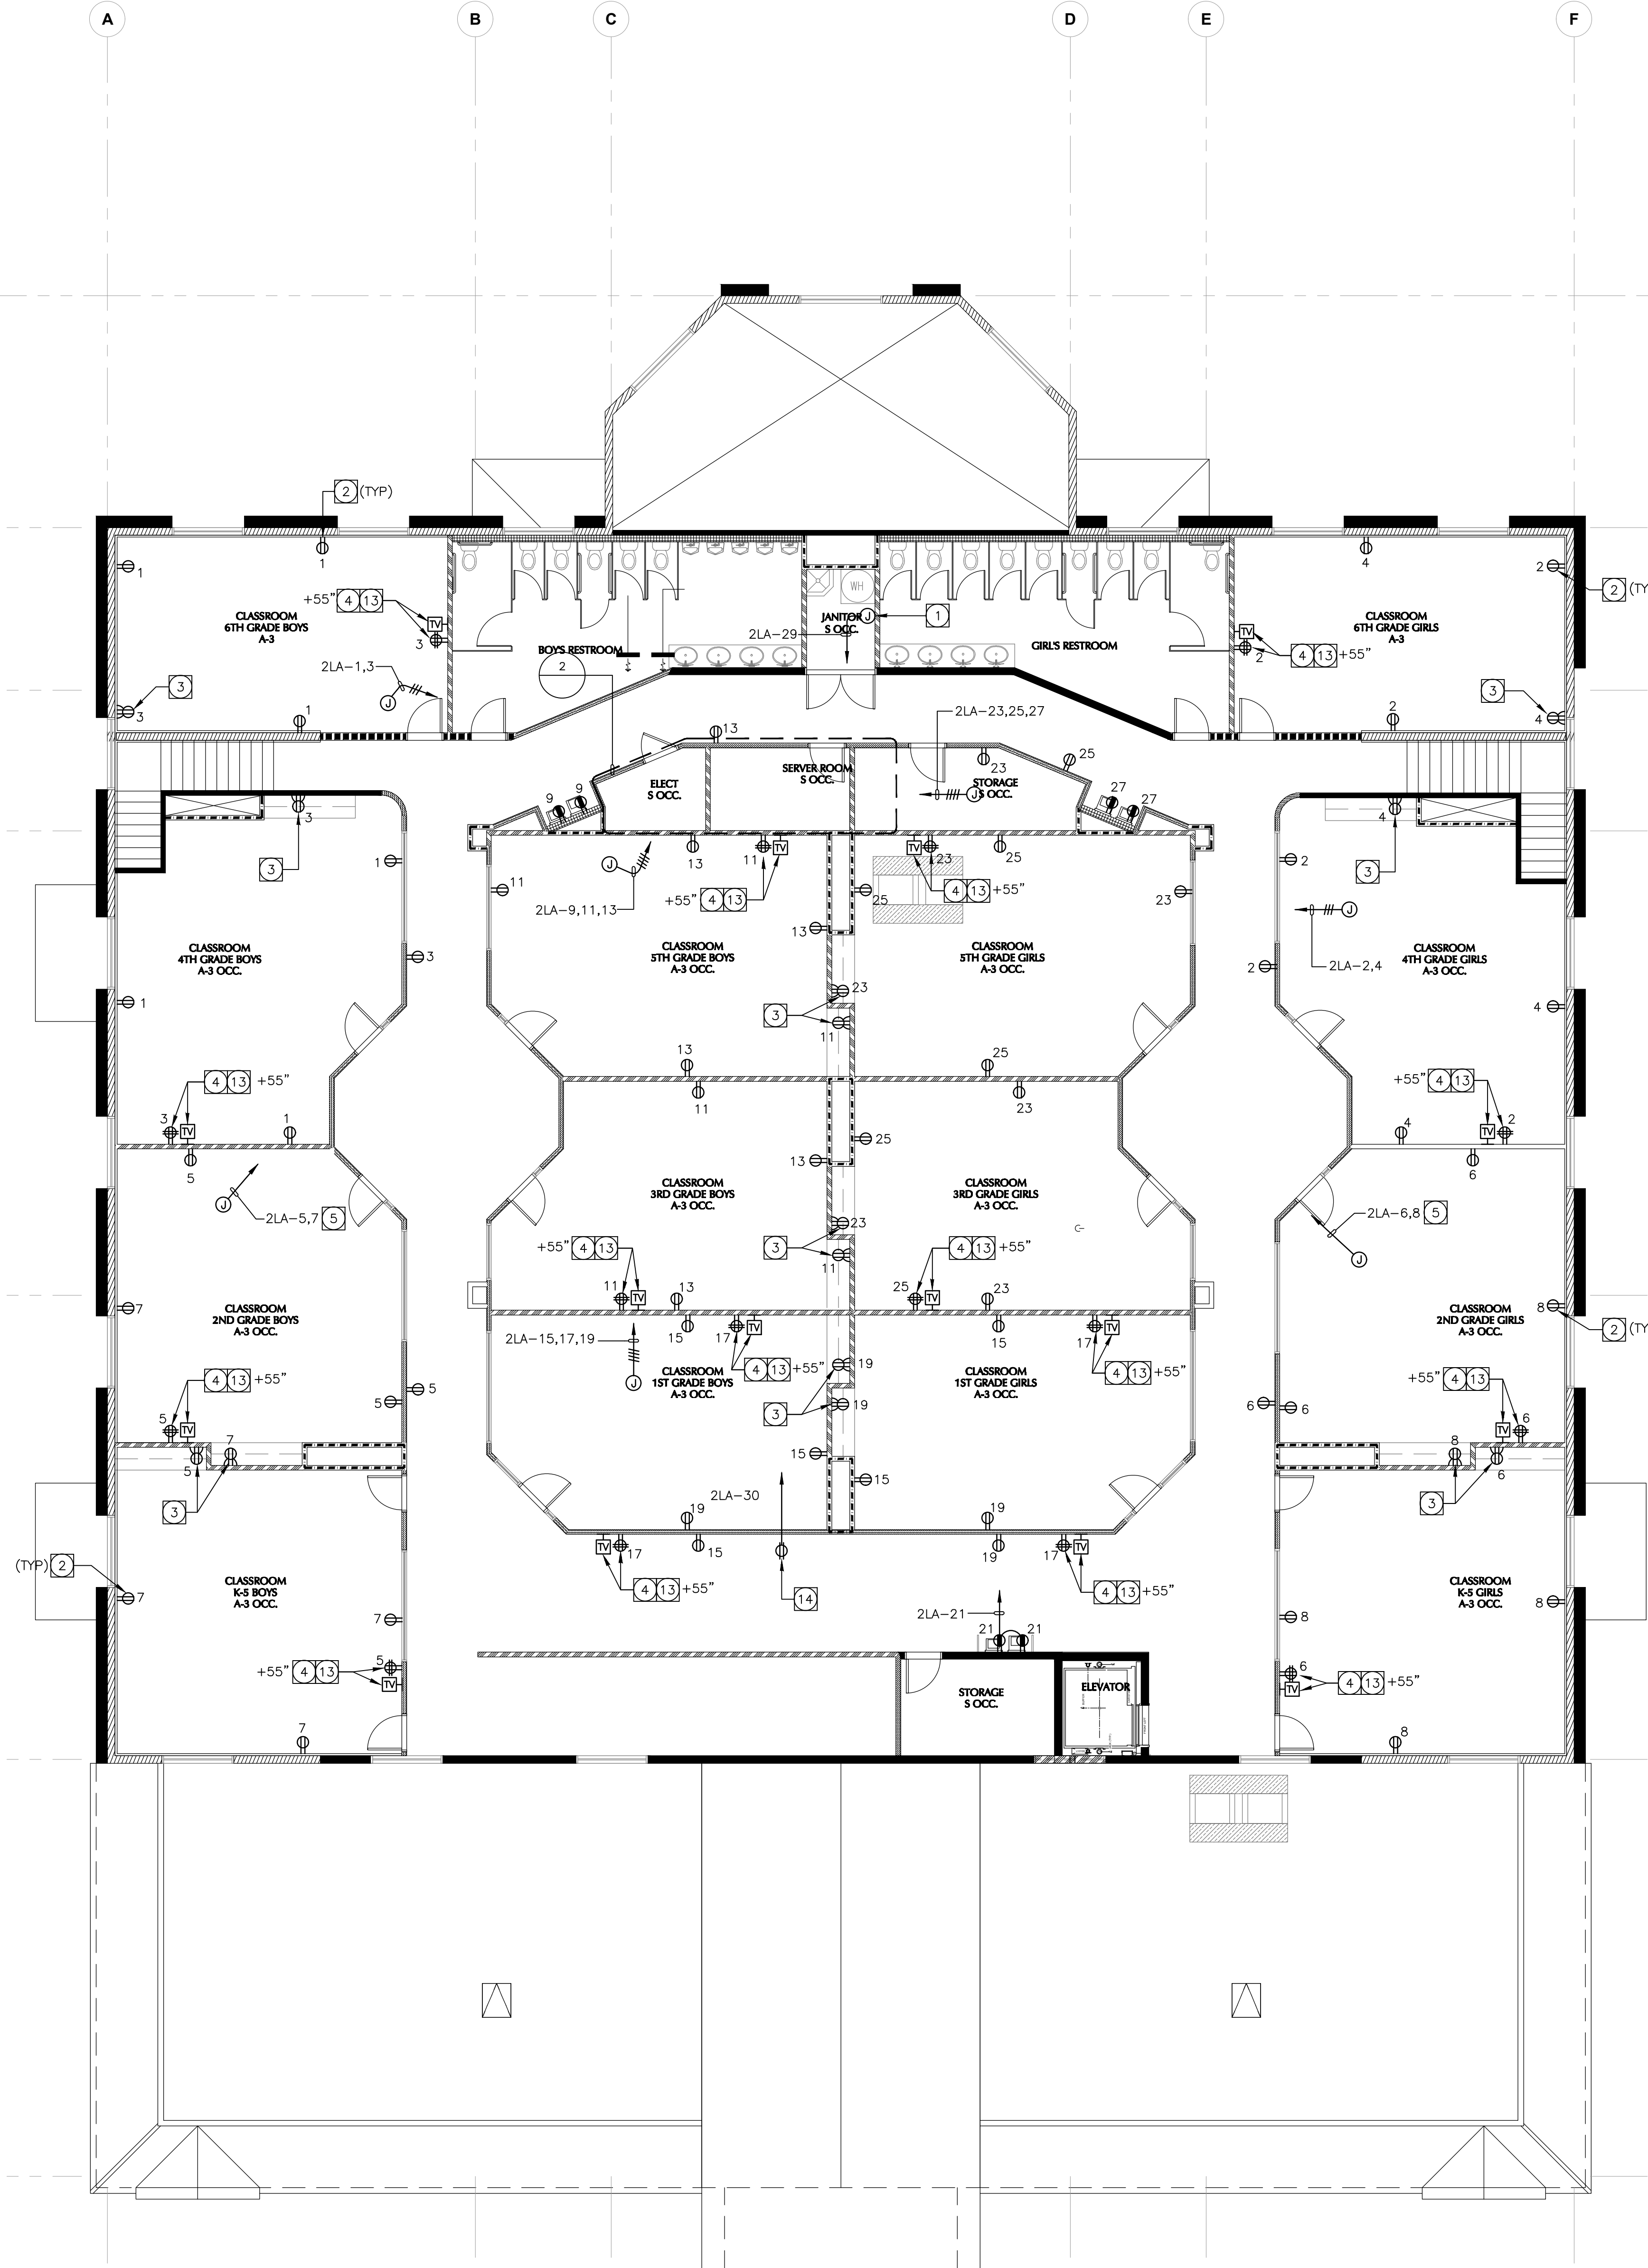 A
B
C
D
E
F
2 (TYP)
1
1
4
2
2 (TY
+55" 4 13
TV
3
CLASSROOM
6TH GRADE BOYS
A-3
2LA-1,3
J
3
3
1
BOY'S RESTROOM
2
2LA-29
JANITOR
S OCC.
WH
J
1
GIRL'S RESTROOM
TV
2
4 13 +55"
CLASSROOM
6TH GRADE GIRLS
A-3
3
4
2
13
2LA-23,25,27
ELECT
S OCC.
SERVER ROOM
S OCC.
23
STORAGE
S OCC.
J
25
9
9
27
27
3
3
4
3
1
J
2LA-9,11,13
13
11
TV
+55" 4 13
TV
23
4 13 +55"
25
2
11
25
23
J
2LA-2,4
CLASSROOM
4TH GRADE BOYS
A-3 OCC.
3
1
13
CLASSROOM
5TH GRADE BOYS
A-3 OCC.
CLASSROOM
5TH GRADE GIRLS
A-3 OCC.
2
CLASSROOM
4TH GRADE GIRLS
A-3 OCC.
4
23
3
11
13
25
4 13 +55"
3
TV
1
11
23
+55" 4 13
4
TV
2
5
J
2LA-5,7 5
25
13
6
2LA-6,8 5
J
CLASSROOM
3RD GRADE BOYS
A-3 OCC.
CLASSROOM
3RD GRADE GIRLS
A-3 OCC.
23
3
11
+55" 4 13
11
TV
13
4 13 +55"
25
TV
23
7
CLASSROOM
2ND GRADE BOYS
A-3 OCC.
8
CLASSROOM
2ND GRADE GIRLS
A-3 OCC.
2 (TY
2LA-15,17,19
J
15
17
TV
4 13 +55"
15
17
TV
4 13 +55"
CLASSROOM
1ST GRADE BOYS
A-3 OCC.
19
CLASSROOM
1ST GRADE GIRLS
A-3 OCC.
4 13 +55"
5
TV
5
5
3
19
6
6
+55" 4 13
TV
6
5
7
3
15
15
8
6
3
2LA-30
19
19
TV
17
15
4 13 +55"
14
19
17
TV
4 13 +55"
(TYP) 2
7
CLASSROOM
K-5 BOYS
A-3 OCC.
7
CLASSROOM
K-5 GIRLS
A-3 OCC.
8
8
2LA-21
21
21
+55" 4 13
5
TV
6
TV
4 13 +55"
STORAGE
S OCC.
ELEVATOR
7
8